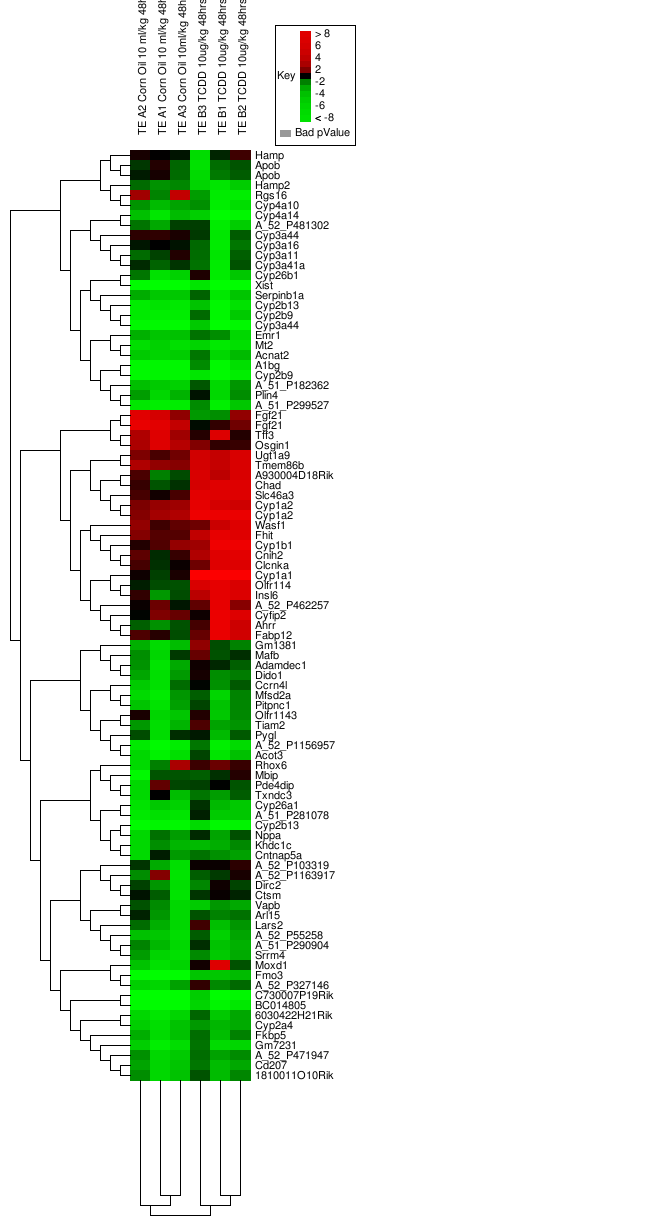 TE A2 Corn Oil 10 ml/kg 48h
TE A1 Corn Oil 10 ml/kg 48h
TE A3 Corn Oil 10ml/kg 48h
TE B3 TCDD 10ug/kg 48hrs
TE B1 TCDD 10ug/kg 48hrs
TE B2 TCDD 10ug/kg 48hrs
Key
> 8
6
4
2
-2
-4
-6
< -8
Bad pValue
Hamp
Apob
Apob
Hamp2
Rgs16
Cyp4a10
Cyp4a14
A_52_P481302
Cyp3a44
Cyp3a16
Cyp3a11
Cyp3a41a
Cyp26b1
Xist
Serpinb1a
Cyp2b13
Cyp2b9
Cyp3a44
Emr1
Mt2
Acnat2
A1bg
Cyp2b9
A_51_P182362
Plin4
A_51_P299527
Fgf21
Fgf21
Tff3
Osgin1
Ugt1a9
Tmem86b
A930004D18Rik
Chad
Slc46a3
Cyp1a2
Cyp1a2
Wasf1
Fhit
Cyp1b1
Cnih2
Clcnka
Cyp1a1
Olfr114
Insl6
A_52_P462257
Cyfip2
Ahrr
Fabp12
Gm1381
Mafb
Adamdec1
Dido1
Ccrn4l
Mfsd2a
Pitpnc1
Olfr1143
Tiam2
Pygl
A_52_P1156957
Acot3
Rhox6
Mbip
Pde4dip
Txndc3
Cyp26a1
A_51_P281078
Cyp2b13
Nppa
Khdc1c
Cntnap5a
A_52_P103319
A_52_P1163917
Dirc2
Ctsm
Vapb
Arl15
Lars2
A_52_P55258
A_51_P290904
Srrm4
Moxd1
Fmo3
A_52_P327146
C730007P19Rik
BC014805
6030422H21Rik
Cyp2a4
Fkbp5
Gm7231
A_52_P471947
Cd207
1810011O10Rik